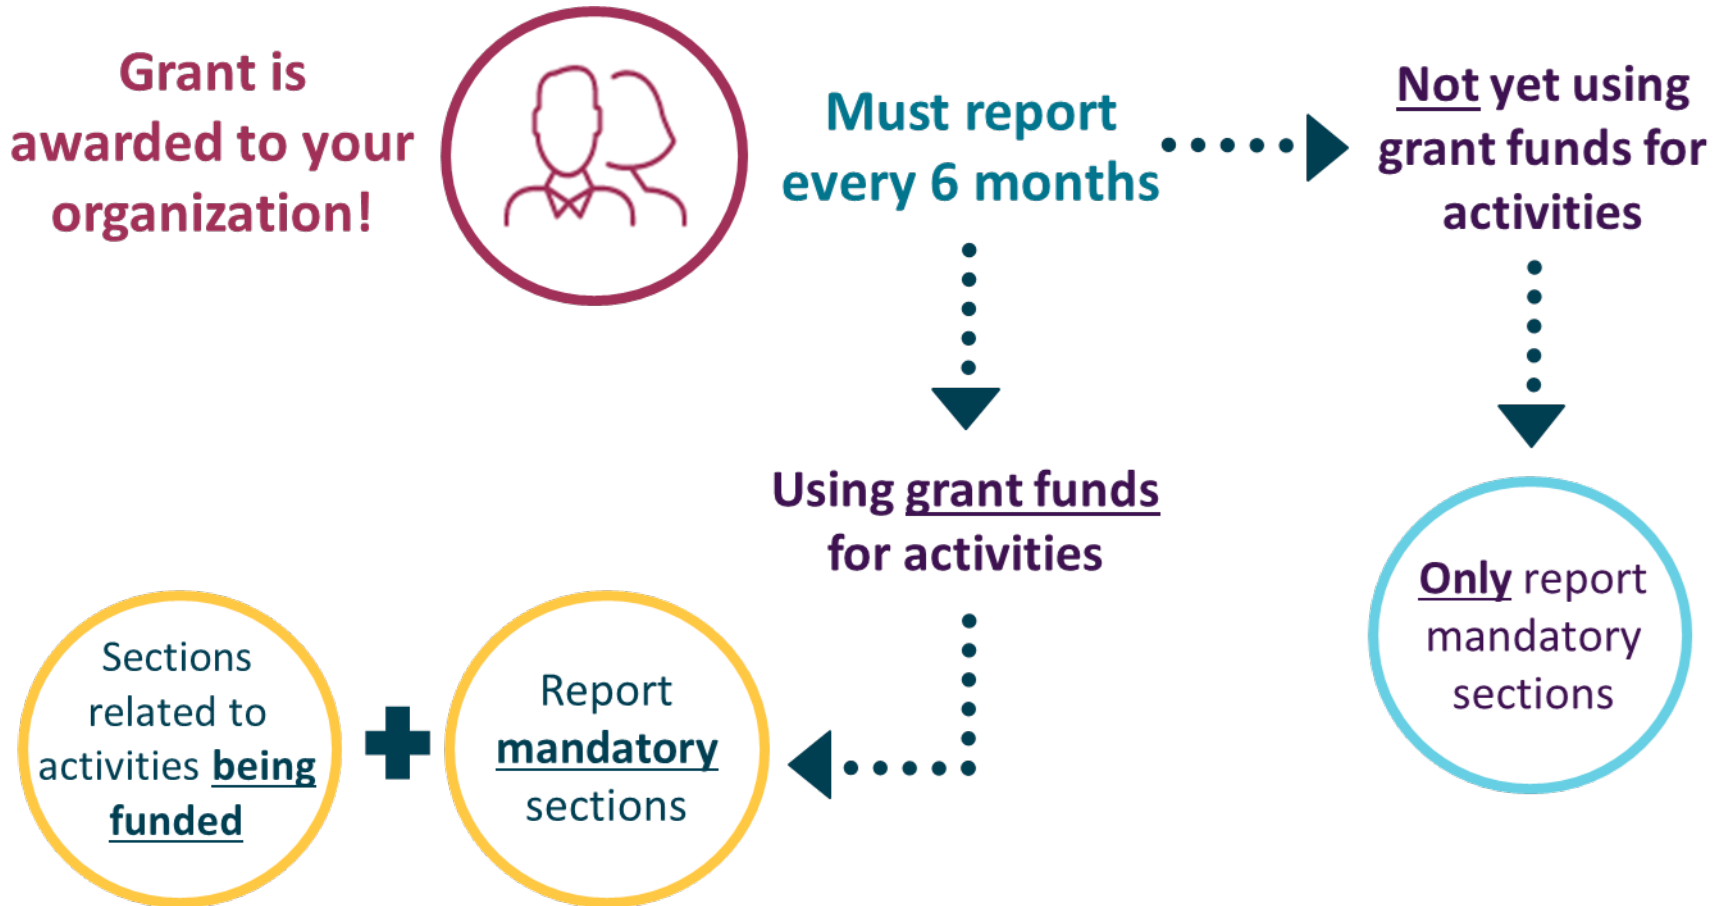 Grant is
awarded to your
organization!
Must report
every 6 months
Not yet using
grant funds for
activities
Using grant funds
for activities
Only report
mandatory
sections
Report
mandatory
sections
Sections
related to
activities being
funded